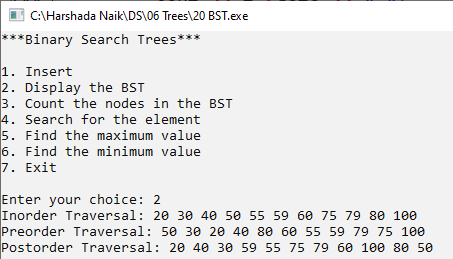 C:\Harshada Naik\DS\06 Trees\20 BST.exe
***Binary Search Trees***
1. Insert
2. Display the BST
3. Count the nodes in the BST
4. Search for the element
5. Find the maximum value
6. Find the minimum value
7. Exit
Enter your choice: 2
Inorder Traversal: 20 30 40 50 55 59 60 75 79 80 100
Preorder Traversal: 50 30 20 40 80 60 55 59 79 75 100
Postorder Traversal: 20 40 30 59 55 75 79 60 100 80 50